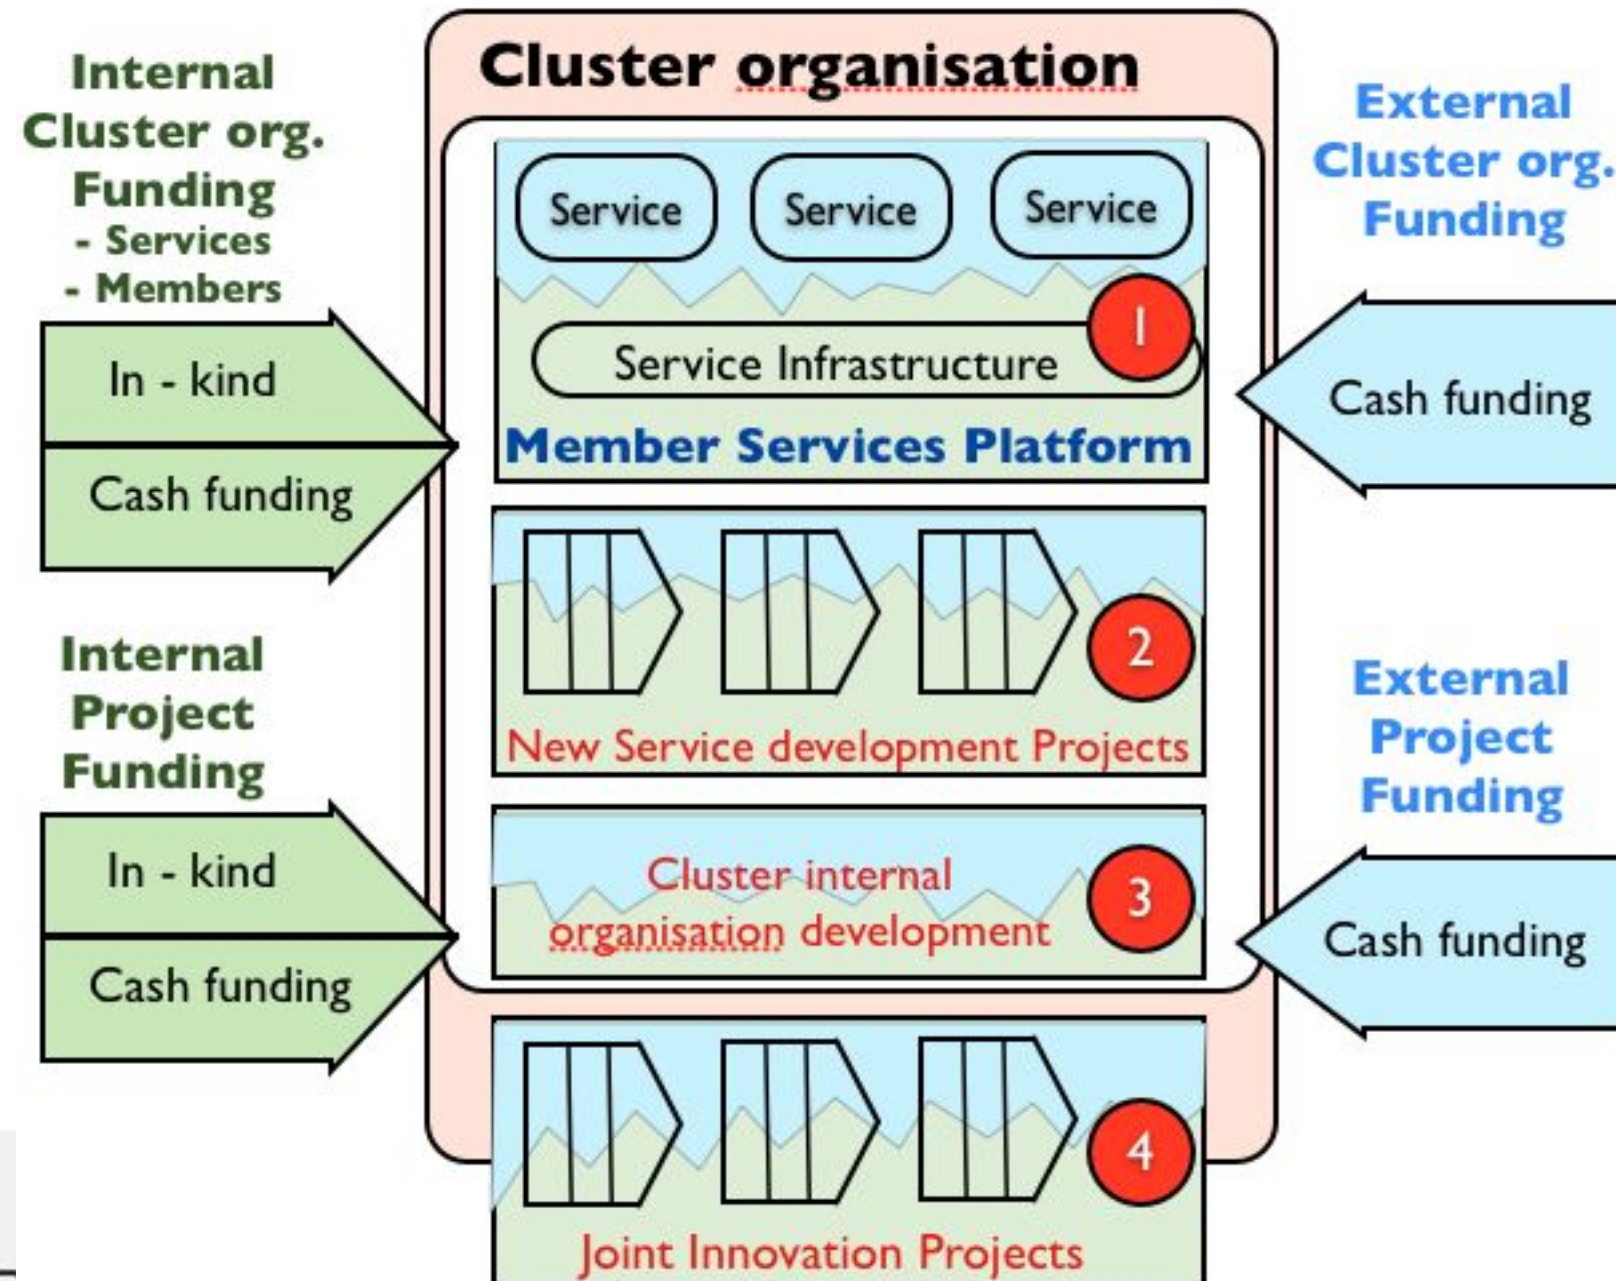 Cluster organisation
Internal
Cluster org.
Funding
- Services
- Members
In - kind
Cash funding
Internal
Project
Funding
In - kind
Cash funding
Service
Service
Service
1
Service Infrastructure
Member Services Platform
2
New Service development Projects
Cluster internal
organisation development
3
4
Joint Innovation Projects
External
Cluster org.
Funding
Cash funding
External
Project
Funding
Cash funding